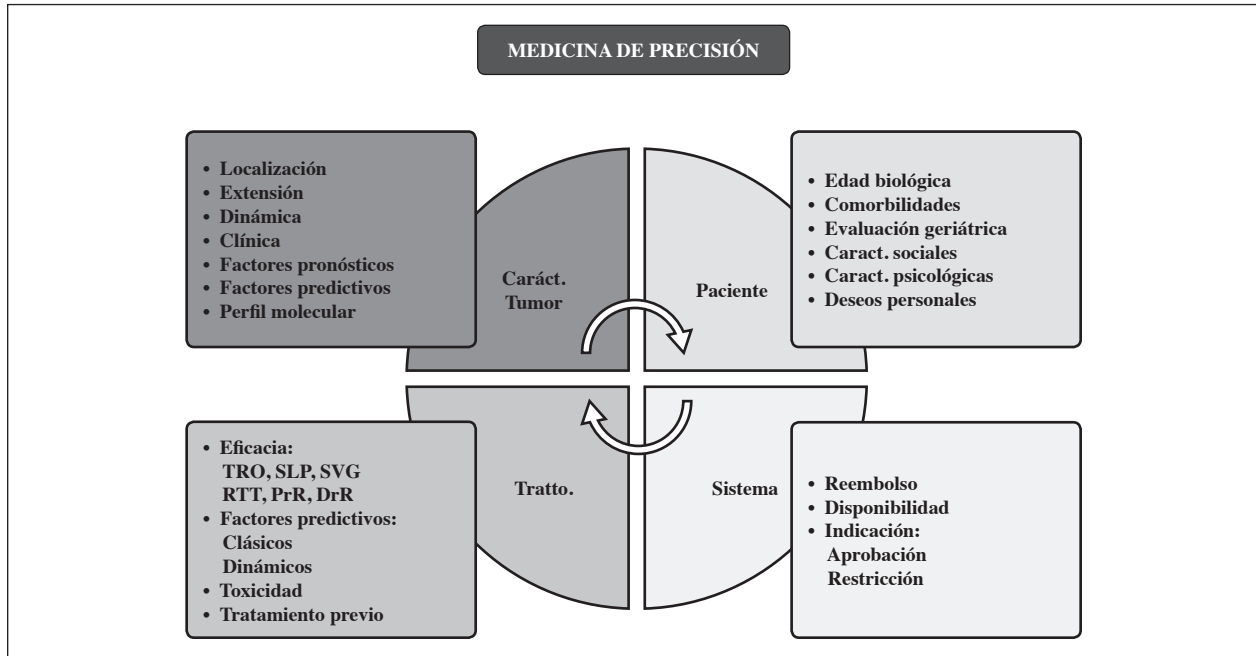 MEDICINA DE PRECISIÓN
• Localización
• Extensión
• Dinámica
• Clínica
• Factores pronósticos
• Factores predictivos
• Perfil molecular
Caráct.
Tumor
Paciente
• Edad biológica
• Comorbilidades
• Evaluación geriátrica
• Caract. sociales
• Caract. psicológicas
• Deseos personales
• Eficacia:
TRO, SLP, SVG
RTT, PrR, DrR
• Factores predictivos:
Clásicos
Dinámicos
• Toxicidad
• Tratamiento previo
Tratto.
Sistema
• Reembolso
• Disponibilidad
• Indicación:
Aprobación
Restricción